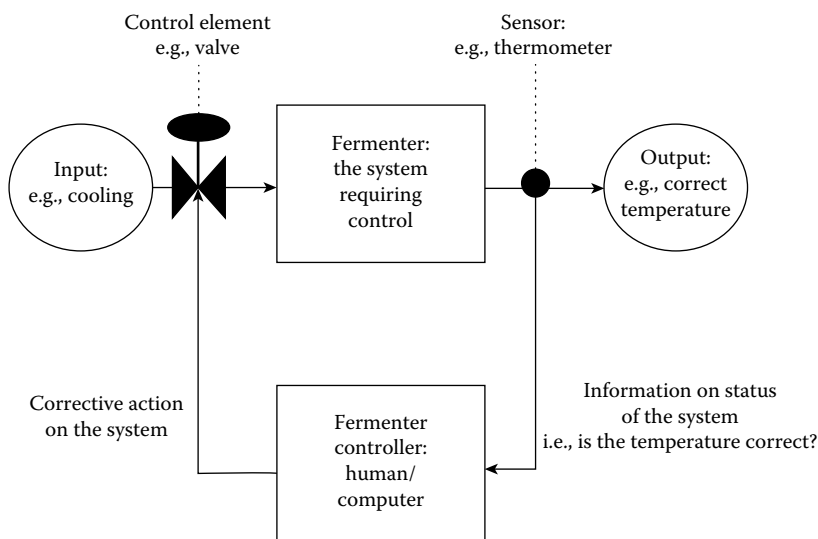 Control element
e.g., valve
Sensor:
e.g., thermometer
Input:
e.g., cooling
Fermenter:
the system
requiring
control
Output:
e.g., correct
temperature
Corrective action
on the system
Fermenter
controller:
human/
computer
Information on status
of the system
i.e., is the temperature correct?